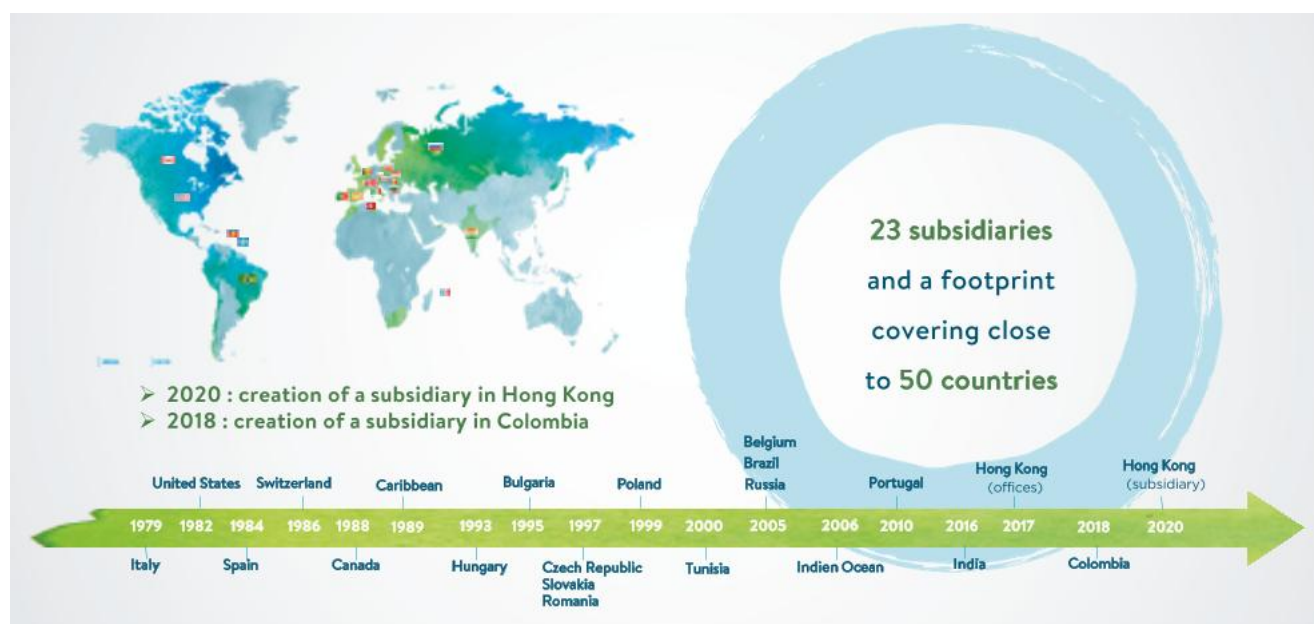 23 subsidiaries
and a footprint
covering close
to 50 countries
➢ 2020 : creation of a subsidiary in Hong Kong
➢ 2018 : creation of a subsidiary in Colombia
Belgium
Brazil
Russia
United States
Switzerland
Caribbean
Bulgaria
Poland
Portugal
Hong Kong
(offices)
Hong Kong
(subsidiary)
1979 1982 1984 1986 1988 1989 1993 1995 1997 1999 2000 2005 2006 2010 2016 2017 2018 2020
Italy
Spain
Canada
Hungary
Czech Republic
Slovakia
Romania
Tunisia
Indien Ocean
India
Colombia